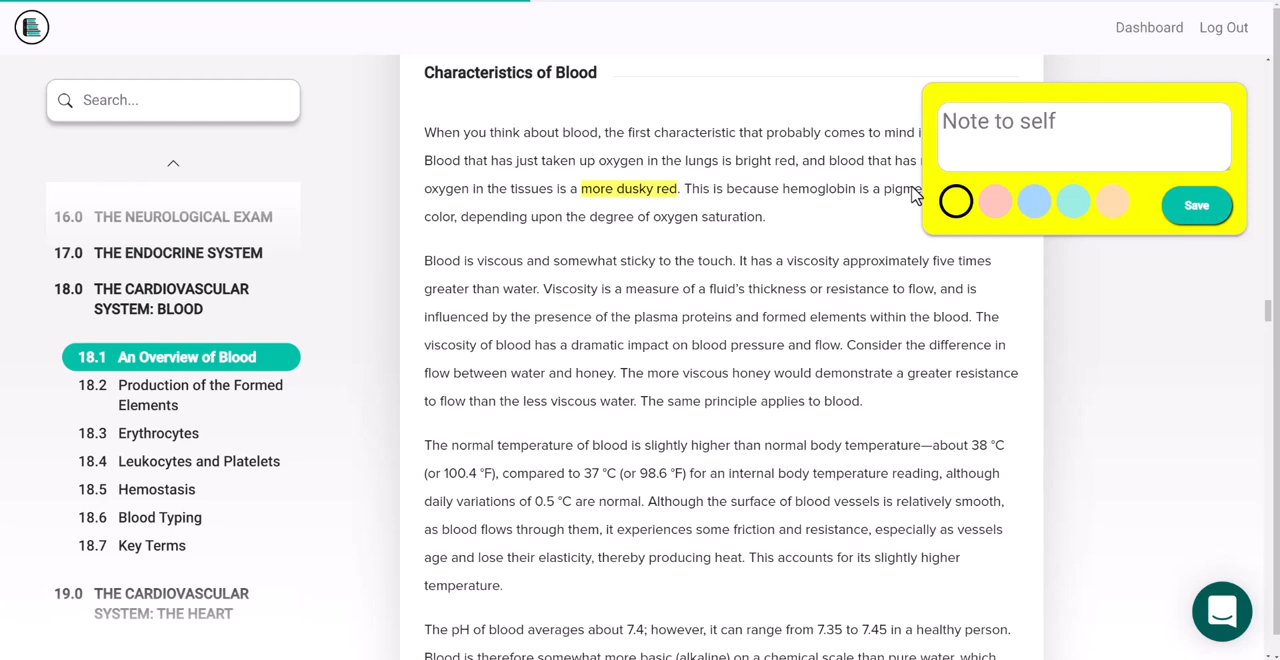 Dashboard
Log Out
Search...
16.0 THE NEUROLOGICAL EXAM
17.0 THE ENDOCRINE SYSTEM
18.0 THE CARDIOVASCULAR
SYSTEM: BLOOD
18.1 An Overview of Blood
18.2 Production of the Formed
Elements
18.3 Erythrocytes
18.4 Leukocytes and Platelets
18.5 Hemostasis
18.6 Blood Typing
18.7 Key Terms
19.0 THE CARDIOVASCULAR
SYSTEM: THE HEART
Characteristics of Blood
When you think about blood, the first characteristic that probably comes to mind
Blood that has just taken up oxygen in the lungs is bright red, and blood that has
oxygen in the tissues is a more dusky red. This is because hemoglobin is a
color, depending upon the degree of oxygen saturation.
Blood is viscous and somewhat sticky to the touch. It has a viscosity approximately five times
greater than water. Viscosity is a measure of a fluid’s thickness or resistance to flow, and is
influenced by the presence of the plasma proteins and formed elements within the blood. The
viscosity of blood has a dramatic impact on blood pressure and flow. Consider the difference in
flow between water and honey. The more viscous honey would demonstrate a greater resistance
to flow than the less viscous water. The same principle applies to blood.
The normal temperature of blood is slightly higher than normal body temperature—about 38 °C
(or 100.4 °F), compared to 37 °C (or 98.6 °F) for an internal body temperature reading, although
daily variations of 0.5 °C are normal. Although the surface of blood vessels is relatively smooth,
as blood flows through them, it experiences some friction and resistance, especially as vessels
age and lose their elasticity, thereby producing heat. This accounts for its slightly higher
temperature.
The pH of blood averages about 7.4; however, it can range from 7.35 to 7.45 in a healthy person.
Blood is therefore somewhat more basic (alkaline) on a chemical scale than pure water, which
Note to self
Save